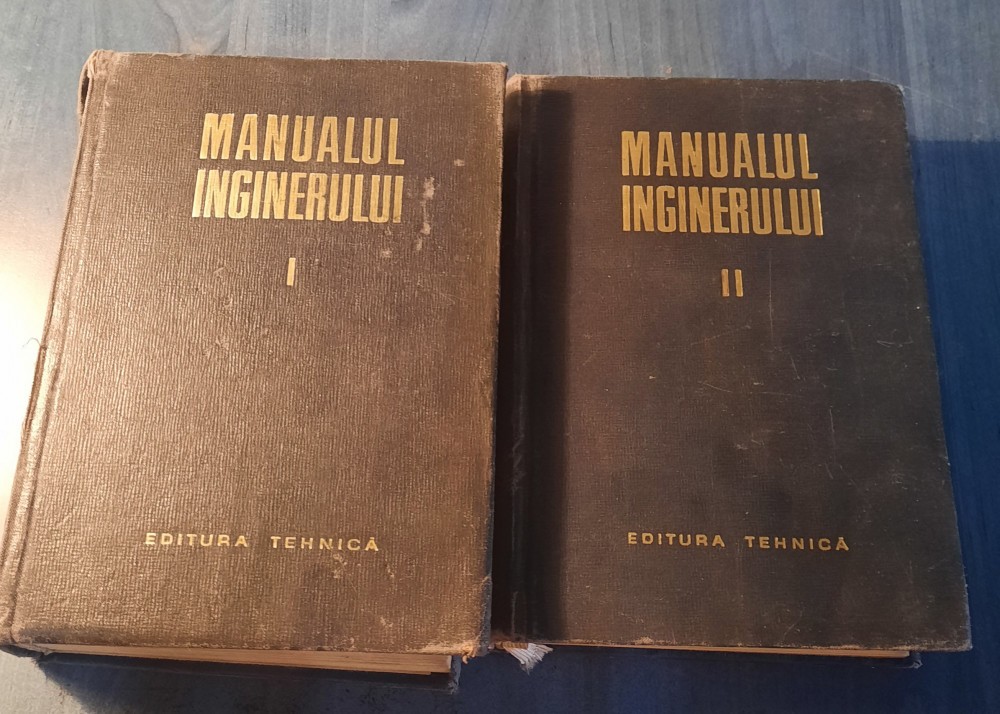 MANUALUL
INGINERULUI
I
EDITURA TEHNICĂ
MANUALUL
INGINERULUI
II
EDITURA TEHNICĂ